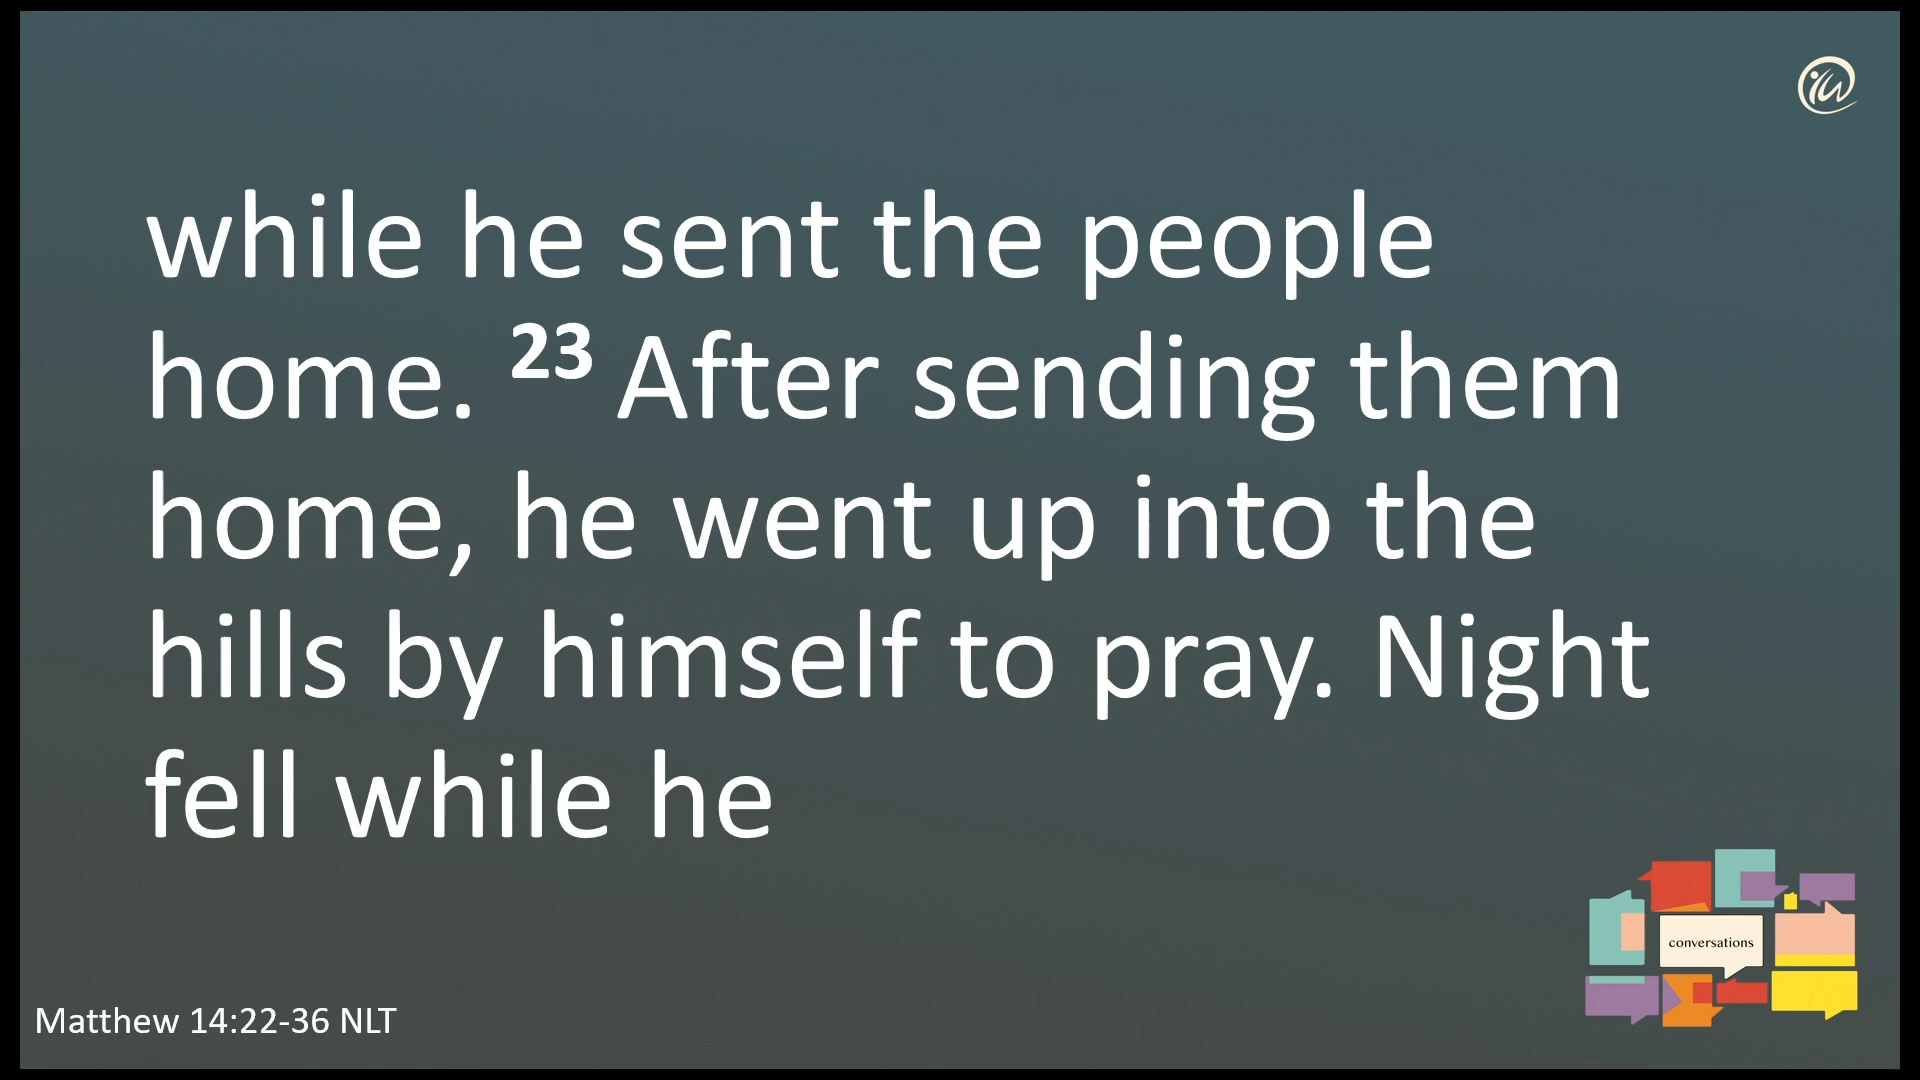 while he sent the people
home. 23 After sending them
home, he went up into the
hills by himself to pray. Night
fell while he
conversations
Matthew 14:22-36 NLT